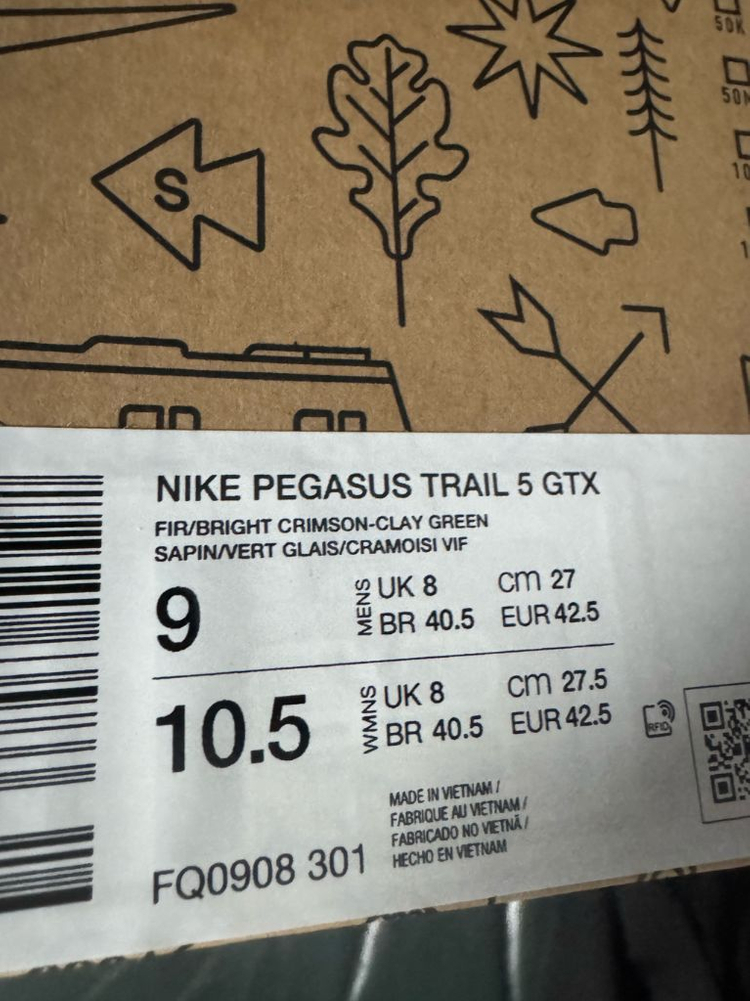 S
50K
NIKE PEGASUS TRAIL 5 GTX
FIR/BRIGHT CRIMSON-CLAY GREEN
SAPIN/VERT GLAIS/CRAMOISI VIF
9 MENS UK 8 CM 27
BR 40.5 EUR 42.5
10.5 WMNS UK 8 CM 27.5
BR 40.5 EUR 42.5
RFID
MADE IN VIETNAM /
FABRIQUE AU VIETNAM /
FABRICADO NO VIETNÃ /
HECHO EN VIETNAM
FQ0908 301